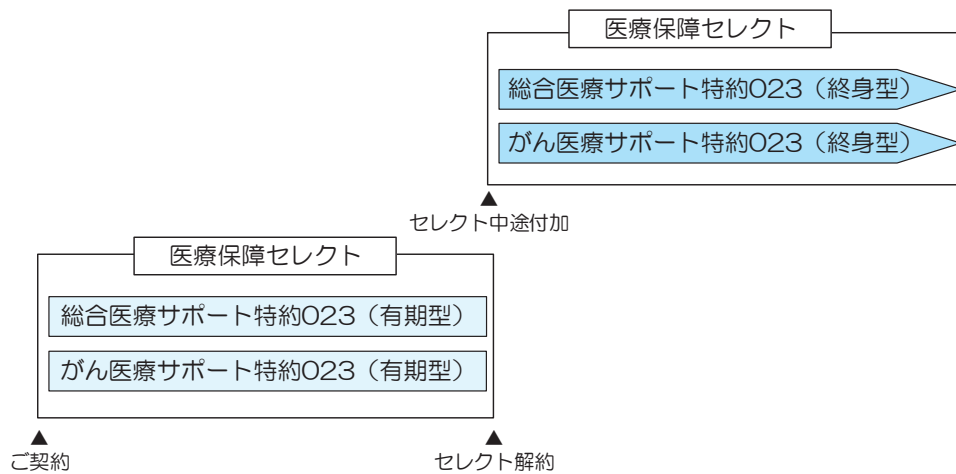 医療保障セレクト
総合医療サポート特約023（終身型）
がん医療サポート特約023（終身型）
▲
セレクト中途付加
医療保障セレクト
総合医療サポート特約023（有期型）
がん医療サポート特約023（有期型）
▲ ▲
ご契約 セレクト解約